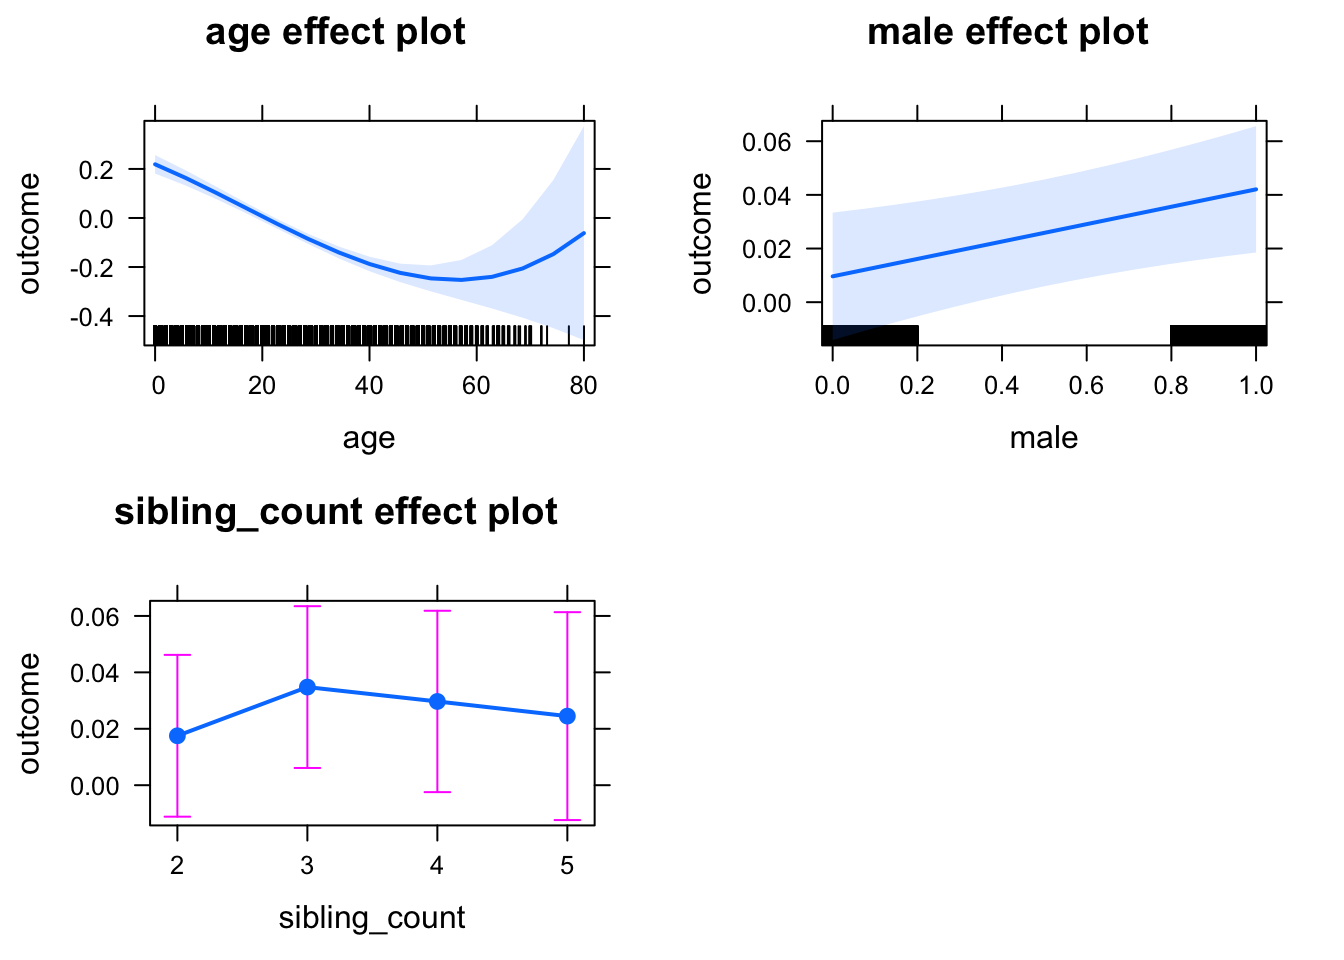 age effect plot
outcome
0.2
0.0
-0.2
-0.4
0 20 40 60 80
age
male effect plot
outcome
0.06
0.04
0.02
0.00
0.0 0.2 0.4 0.6 0.8 1.0
male
sibling_count effect plot
outcome
0.06
0.04
0.02
0.00
2 3 4 5
sibling_count